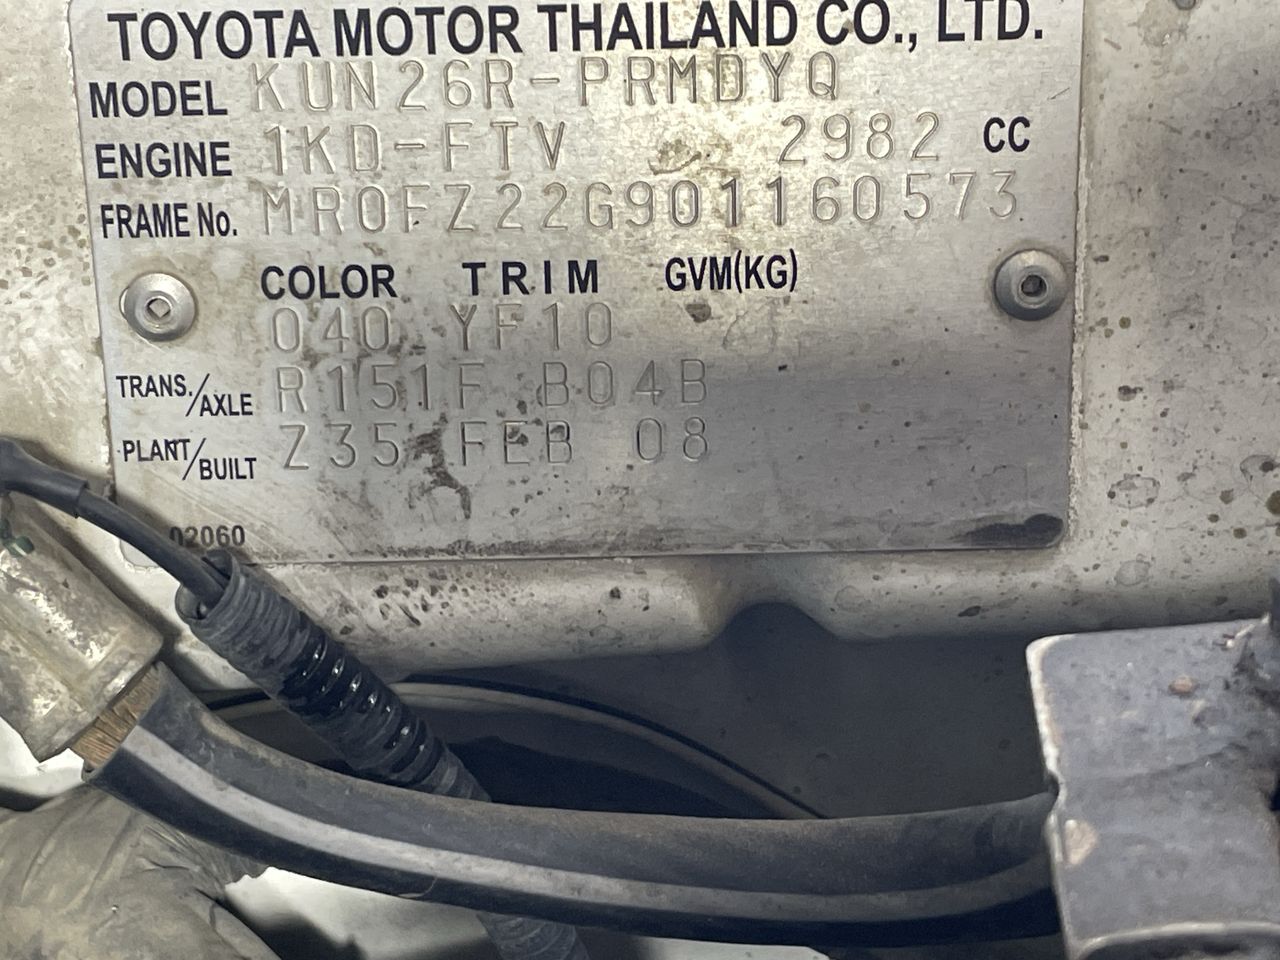 TOYOTA MOTOR THAILAND CO., LTD.
MODEL KUN26R-PRMDYQ
ENGINE 1KD-FTV 2982 CC
FRAME No. MR0FZ22G901160573
COLOR TRIM GVM(KG)
040 YF10
TRANS./AXLE R151F B04B
PLANT/BUILT Z35 FEB 08
02060